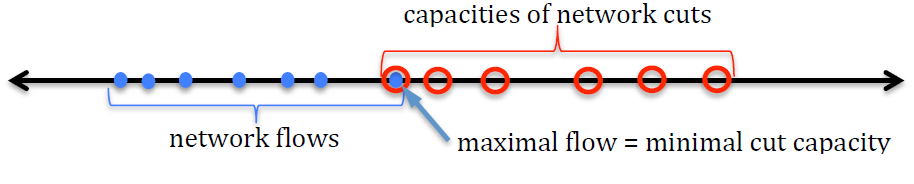 capacities of network cuts
network flows
maximal flow = minimal cut capacity